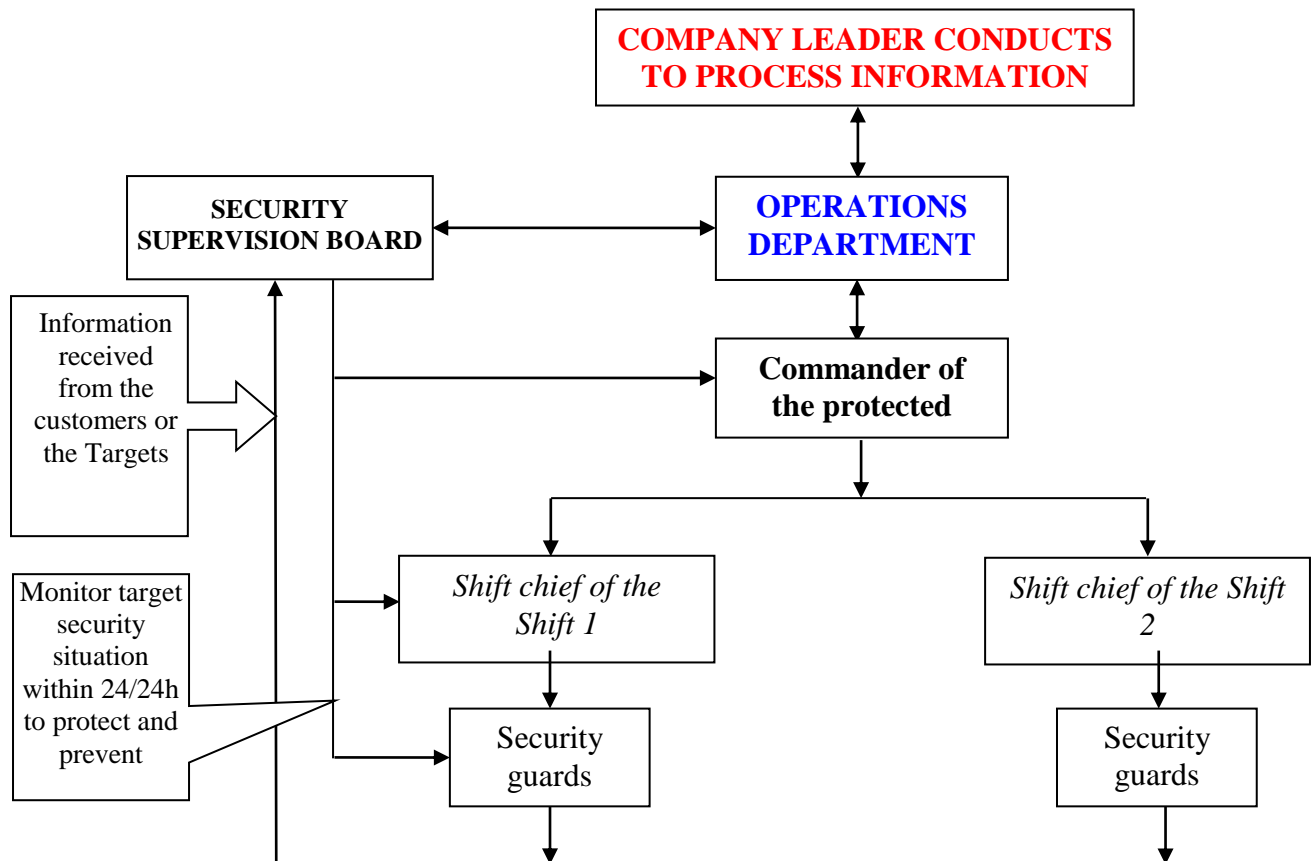 COMPANY LEADER CONDUCTS
TO PROCESS INFORMATION
SECURITY
SUPERVISION BOARD
OPERATIONS
DEPARTMENT
Information
received
from the
customers or
the Targets
Commander of
the protected
Monitor target
security
situation
within 24/24h
to protect and
prevent
Shift chief of the
Shift 1
Shift chief of the Shift
2
Security
guards
Security
guards